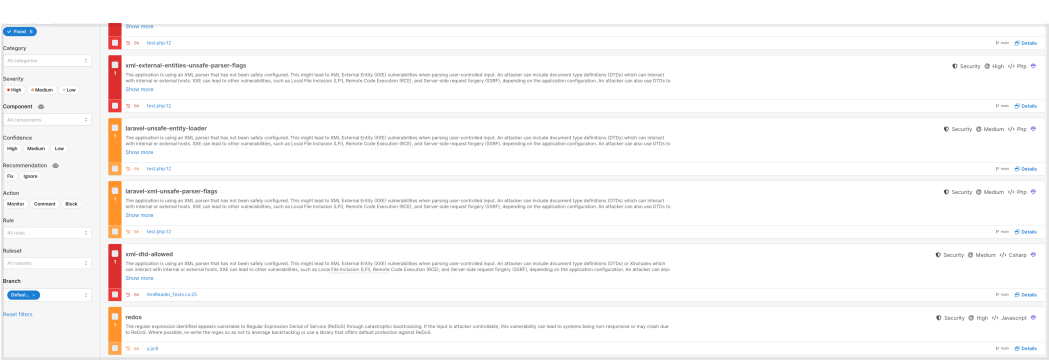 Fixed 5
Category
All categories
Severity
High Medium Low
Component
All components
Confidence
High Medium Low
Recommendation
Fix Ignore
Action
Monitor Comment Block
Rule
All rules
Ruleset
All rulesets
Branch
Defaul... ×
Reset filters
Show more
test.php:12
main Details
xml-external-entities-unsafe-parser-flags
Security High Php
1
The application is using an XML parser that has not been safely configured. This might lead to XML External Entity (XXE) vulnerabilities when parsing user-controlled input. An attacker can include document type definitions (DTDs) which can interact
with internal or external hosts. XXE can lead to other vulnerabilities, such as Local File Inclusion (LFI), Remote Code Execution (RCE), and Server-side request forgery (SSRF), depending on the application configuration. An attacker can also use DTDs to
Show more
test.php:12
main Details
laravel-unsafe-entity-loader
Security Medium Php
1
The application is using an XML parser that has not been safely configured. This might lead to XML External Entity (XXE) vulnerabilities when parsing user-controlled input. An attacker can include document type definitions (DTDs) which can interact
with internal or external hosts. XXE can lead to other vulnerabilities, such as Local File Inclusion (LFI), Remote Code Execution (RCE), and Server-side request forgery (SSRF), depending on the application configuration. An attacker can also use DTDs to
Show more
test.php:12
main Details
laravel-xml-unsafe-parser-flags
Security Medium Php
1
The application is using an XML parser that has not been safely configured. This might lead to XML External Entity (XXE) vulnerabilities when parsing user-controlled input. An attacker can include document type definitions (DTDs) which can interact
with internal or external hosts. XXE can lead to other vulnerabilities, such as Local File Inclusion (LFI), Remote Code Execution (RCE), and Server-side request forgery (SSRF), depending on the application configuration. An attacker can also use DTDs to
Show more
test.php:12
main Details
xml-dtd-allowed
Security Medium Csharp
1
The application is using an XML parser that has not been safely configured. This might lead to XML External Entity (XXE) vulnerabilities when parsing user-controlled input. An attacker can include document type definitions (DTDs) or XIncludes which
can interact with internal or external hosts. XXE can lead to other vulnerabilities, such as Local File Inclusion (LFI), Remote Code Execution (RCE), and Server-side request forgery (SSRF), depending on the application configuration. An attacker can also
Show more
XmlReader_Tests.cs:25
main Details
redos
Security High Javascript
1
The regular expression identified appears vulnerable to Regular Expression Denial of Service (ReDoS) through catastrophic backtracking. If the input is attacker controllable, this vulnerability can lead to systems being non-responsive or may crash due
to ReDoS. Where possible, re-write the regex so as not to leverage backtracking or use a library that offers default protection against ReDoS.
main Details